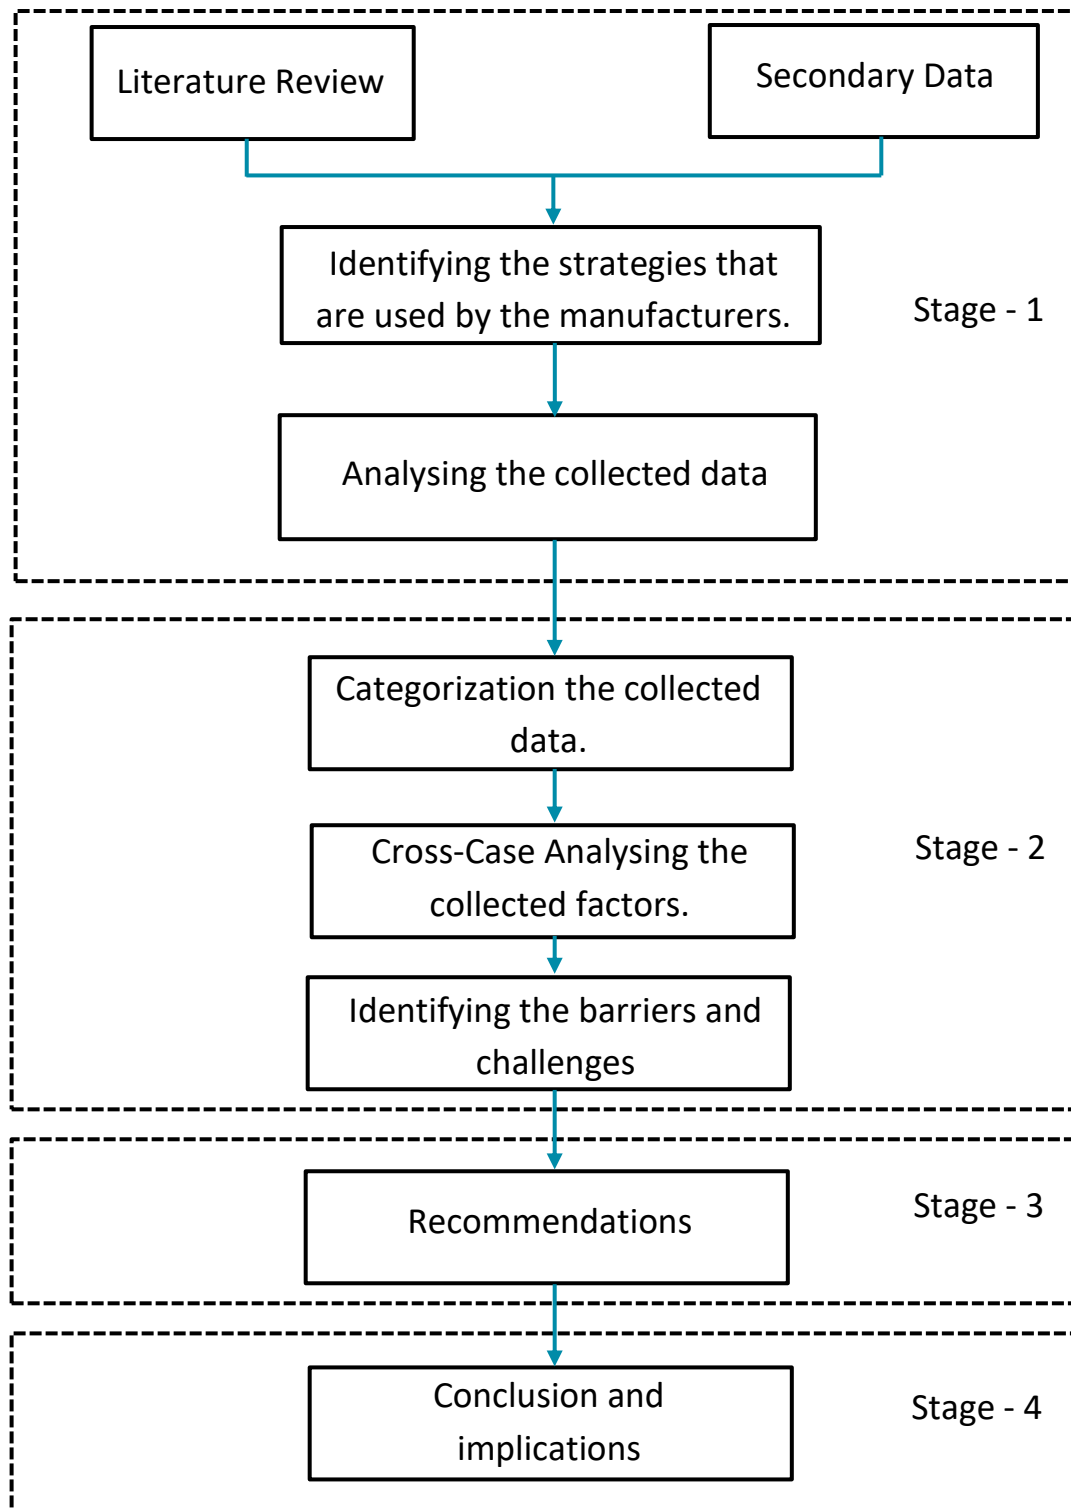 Literature Review
Secondary Data
Identifying the strategies that
are used by the manufacturers.
Stage - 1
Analysing the collected data
Categorization the collected
data.
Cross-Case Analysing the
collected factors.
Stage - 2
Identifying the barriers and
challenges
Recommendations
Stage - 3
Conclusion and
implications
Stage - 4